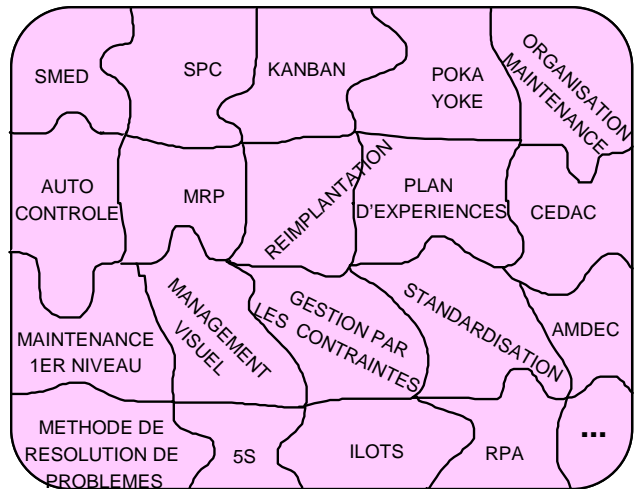 SMED
SPC
KANBAN
POKA
YOKE
ORGANISATION
MAINTENANCE
AUTO
CONTROLE
MRP
REIMPLANTATION
PLAN
D'EXPERIENCES
CEDAC
MAINTENANCE
1ER NIVEAU
MANAGEMENT
VISUEL
GESTION PAR
LES CONTRAINTES
STANDARDISATION
AMDEC
METHODE DE
RESOLUTION DE
PROBLEMES
5S
ILOTS
RPA
...